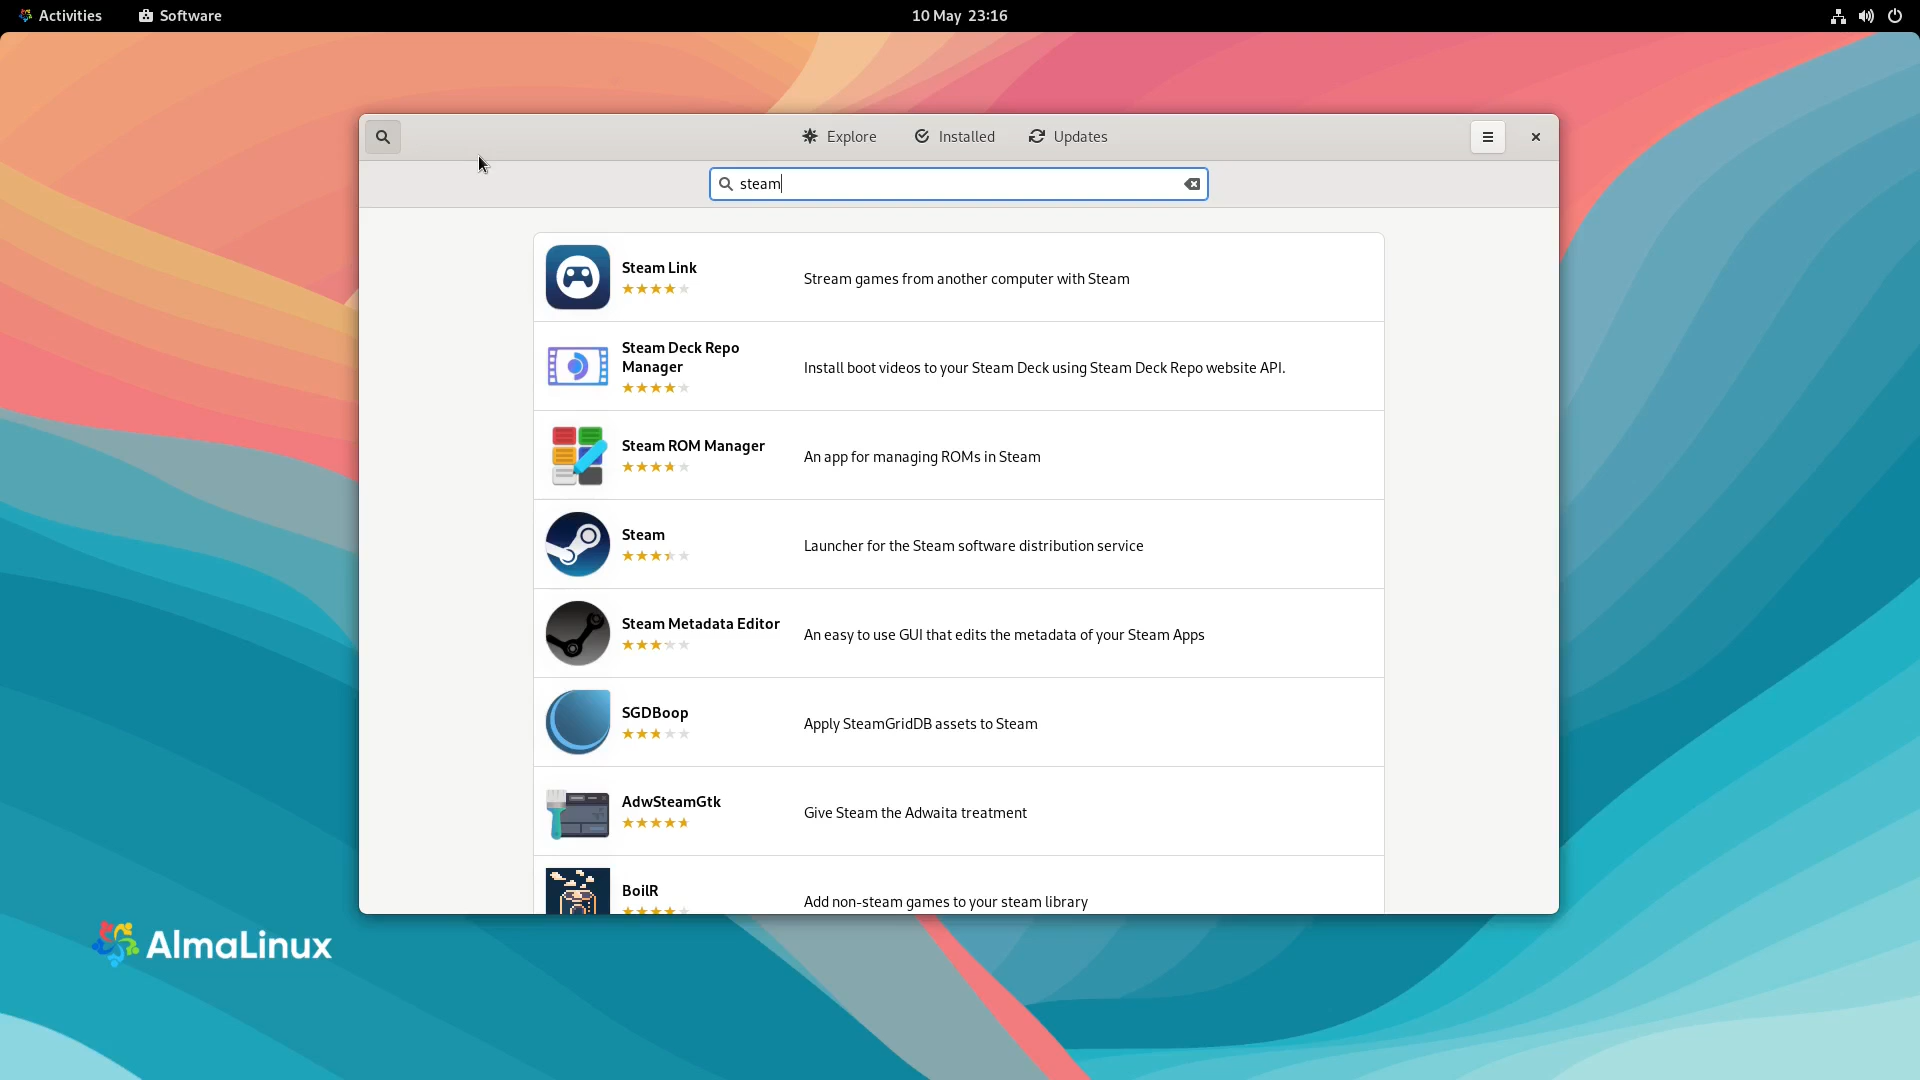 Activities
Software
10 May 23:16
Explore
Installed
Updates
steam
Steam Link
Stream games from another computer with Steam
Steam Deck Repo
Manager
Install boot videos to your Steam Deck using Steam Deck Repo website API.
Steam ROM Manager
An app for managing ROMs in Steam
Steam
Launcher for the Steam software distribution service
Steam Metadata Editor
An easy to use GUI that edits the metadata of your Steam Apps
SGDBoop
Apply SteamGridDB assets to Steam
AdwSteamGtk
Give Steam the Adwaita treatment
BoilR
Add non-steam games to your steam library
AlmaLinux